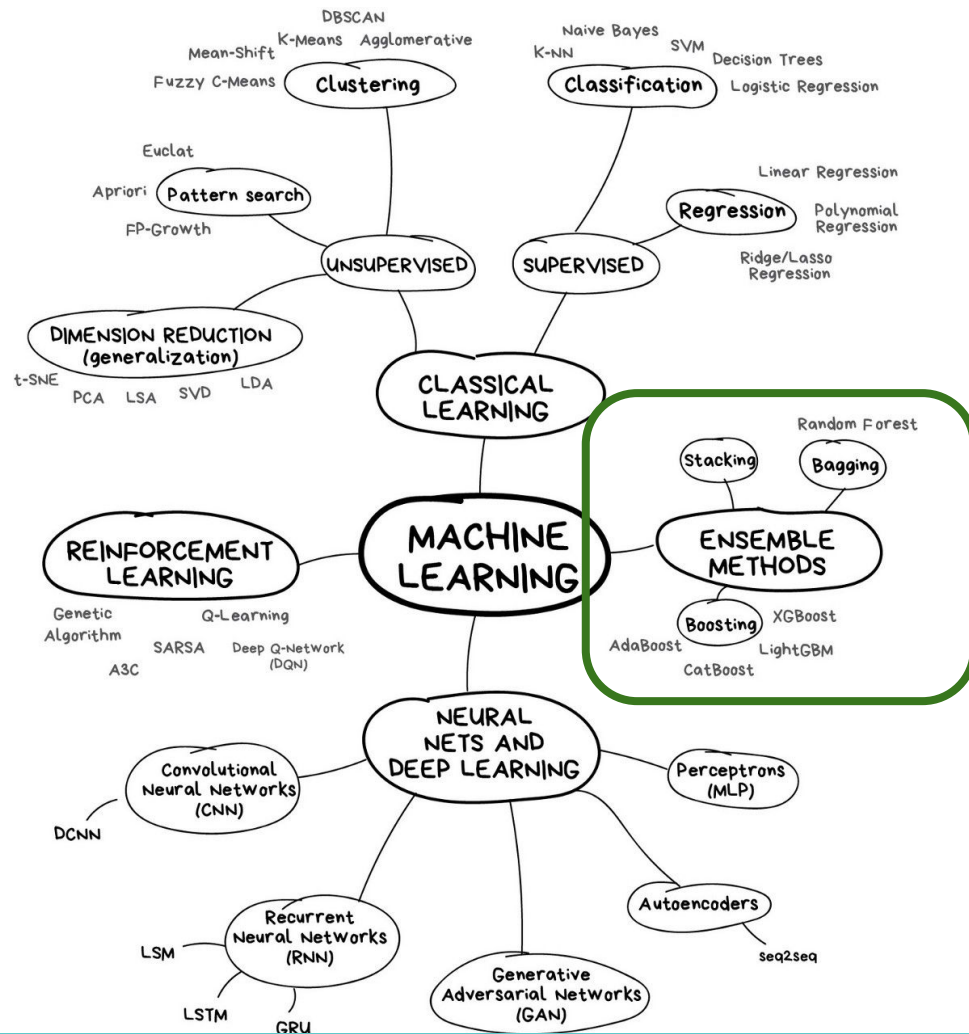 DBSCAN
K-Means
Agglomerative
Mean-Shift
Fuzzy C-Means
Clustering
Naive Bayes
K-NN
SVM
Decision Trees
Classification
Logistic Regression
Euclat
Apriori
Pattern search
FP-Growth
Linear Regression
Regression
Polynomial
Regression
Ridge/Lasso
Regression
UNSUPERVISED
SUPERVISED
DIMENSION REDUCTION
(generalization)
t-SNE
PCA
LSA
SVD
LDA
CLASSICAL
LEARNING
Random Forest
Stacking
Bagging
MACHINE
LEARNING
ENSEMBLE
METHODS
REINFORCEMENT
LEARNING
Genetic
Algorithm
Q-Learning
SARSA
Deep Q-Network
(DQN)
A3C
Boosting
XGBoost
AdaBoost
LightGBM
CatBoost
NEURAL
NETS AND
DEEP LEARNING
Convolutional
Neural Networks
(CNN)
DCNN
Perceptrons
(MLP)
Autoencoders
seq2seq
Recurrent
Neural Networks
(RNN)
LSM
LSTM
GRU
Generative
Adversarial Networks
(GAN)